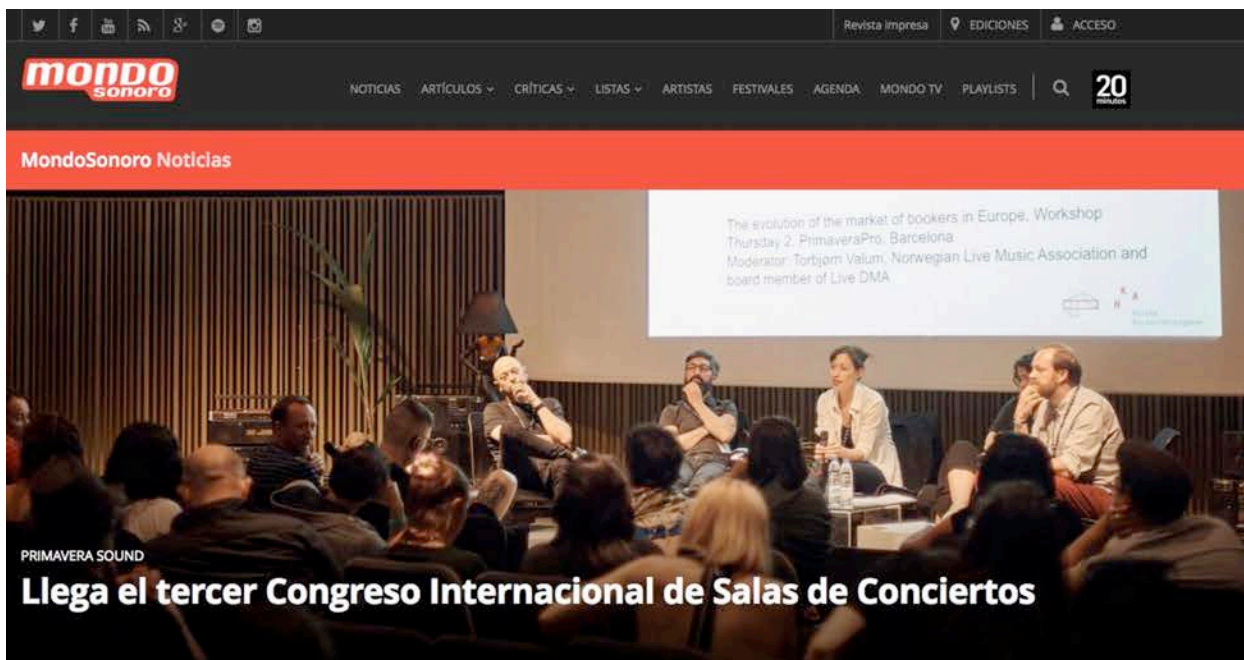 Revista impresa
EDICIONES
ACCESO
mondo
sonoro
NOTICIAS ARTÍCULOS CRÍTICAS LISTAS ARTISTAS FESTIVALES AGENDA MONDO TV PLAYLISTS
20
minutos
MondoSonoro Noticias
The evolution of the market of bookers in Europe, Workshop
Thursday 2, PrimaveraPro, Barcelona
Moderator: Torbjørn Valum, Norwegian Live Music Association and
board member of Live DMA
PRIMAVERA SOUND
Llega el tercer Congreso Internacional de Salas de Conciertos